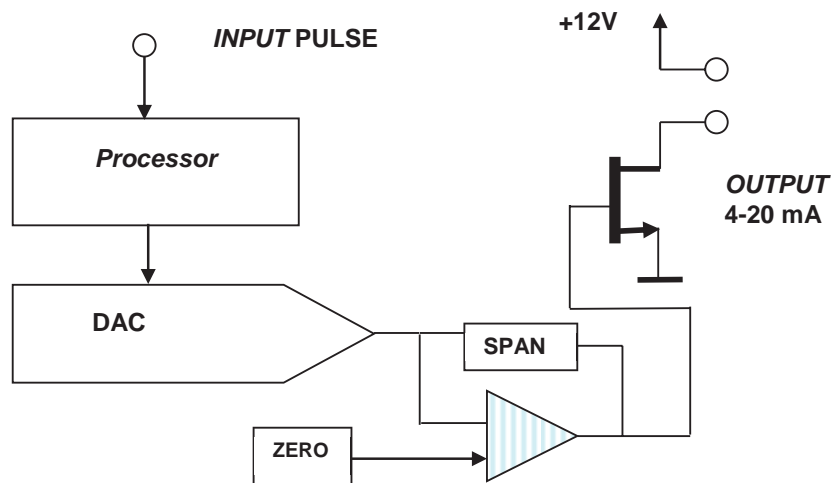 INPUT PULSE
+12V
Processor
OUTPUT
4-20 mA
DAC
SPAN
ZERO